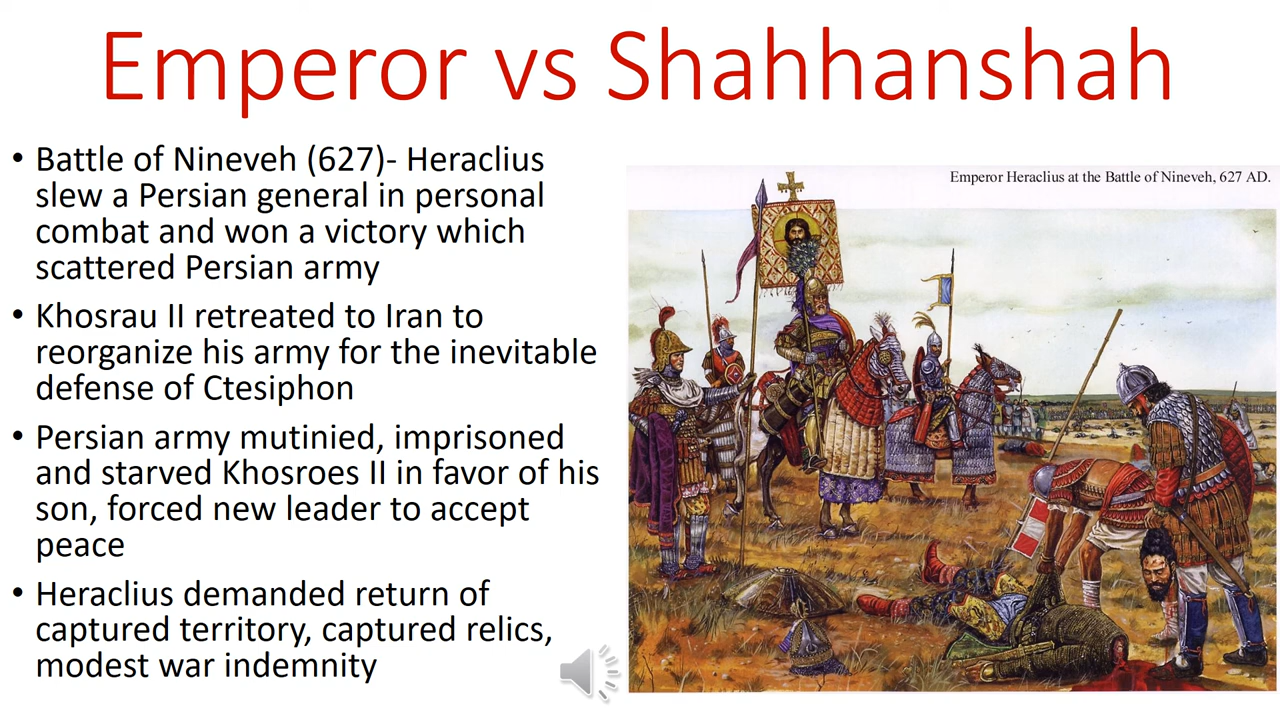 Emperor vs Shahhanshah
• Battle of Nineveh (627)- Heraclius
slew a Persian general in personal
combat and won a victory which
scattered Persian army
• Khosrau II retreated to Iran to
reorganize his army for the inevitable
defense of Ctesiphon
• Persian army mutinied, imprisoned
and starved Khosroes II in favor of his
son, forced new leader to accept
peace
• Heraclius demanded return of
captured territory, captured relics,
modest war indemnity
Emperor Heraclius at the Battle of Nineveh, 627 AD.